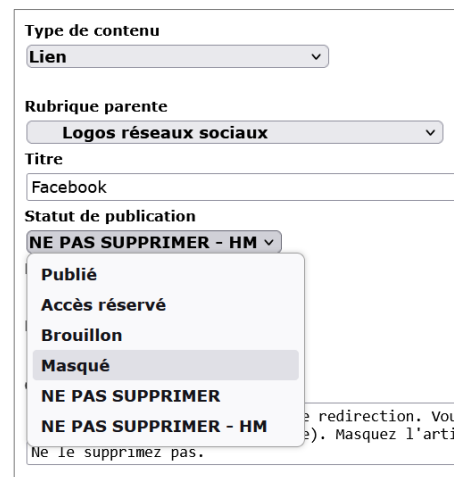 Type de contenu
Lien
Rubrique parente
Logos réseaux sociaux
Titre
Facebook
Statut de publication
NE PAS SUPPRIMER - HM
Publié
Accès réservé
Brouillon
Masqué
NE PAS SUPPRIMER
NE PAS SUPPRIMER - HM
redirection. Vou
). Masquez l'arti
Ne le supprimez pas.